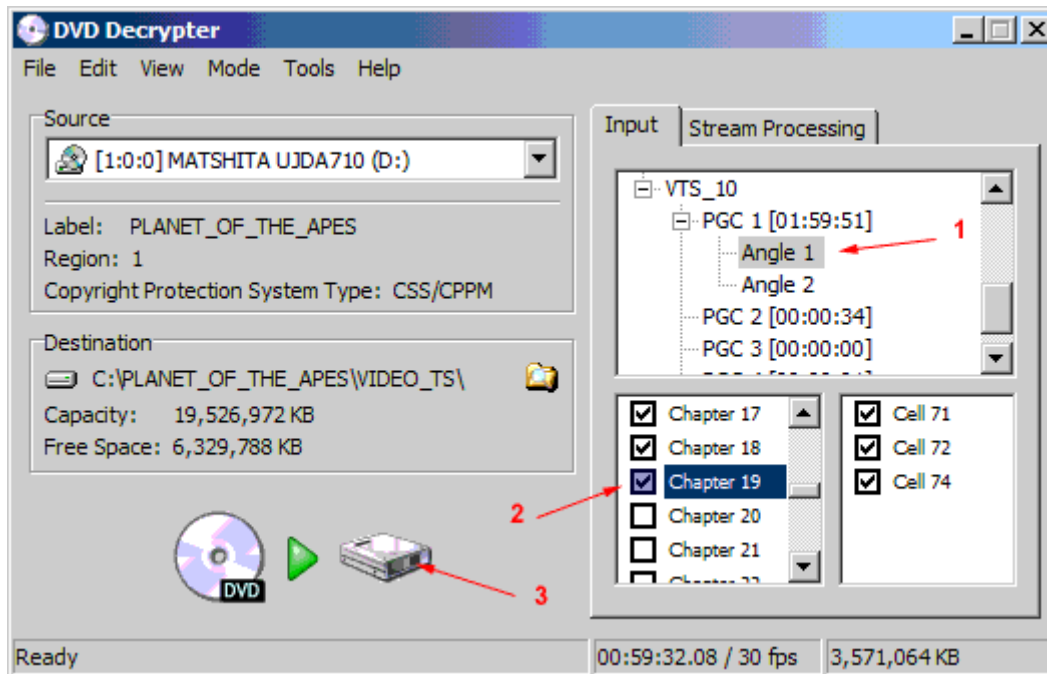 DVD Decrypter
File Edit View Mode Tools Help
Source
[1:0:0] MATSHITA UJDA710 (D:)
Label: PLANET_OF_THE_APES
Region: 1
Copyright Protection System Type: CSS/CPPM
Destination
C:\PLANET_OF_THE_APES\VIDEO_TS\
Capacity: 19,526,972 KB
Free Space: 6,329,788 KB
DVD
3
Input Stream Processing
VTS_10
PGC 1 [01:59:51]
1
Angle 1
Angle 2
PGC 2 [00:00:34]
PGC 3 [00:00:00]
Chapter 17
Chapter 18
Chapter 19
2
Chapter 20
Chapter 21
Cell 71
Cell 72
Cell 74
Ready
00:59:32.08 / 30 fps
3,571,064 KB